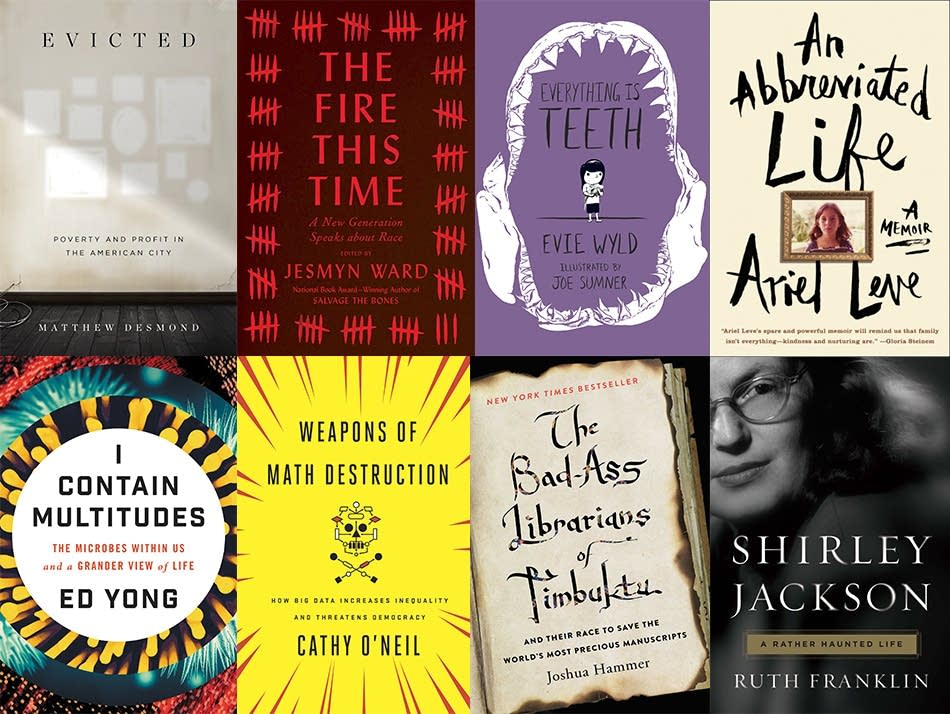 EVICTED
POVERTY AND PROFIT IN
THE AMERICAN CITY
MATTHEW DESMOND
THE
FIRE
THIS
TIME
A New Generation
Speaks about Race
EDITED BY
JESMYN WARD
National Book Award–Winning Author of
SALVAGE THE BONES
EVERYTHING IS
TEETH
EVIE WYLD
ILLUSTRATED BY
JOE SUMNER
An
Abbreviated
Life
A
MEMOIR
Ariel Leve
"Ariel Leve's spare and powerful memoir will remind us that family
isn't everything—kindness and nurturing are." —Gloria Steinem
I
CONTAIN
MULTITUDES
THE MICROBES WITHIN US
and a GRANDER VIEW of LIFE
ED YONG
WEAPONS OF
MATH DESTRUCTION
HOW BIG DATA INCREASES INEQUALITY
AND THREATENS DEMOCRACY
CATHY O'NEIL
NEW YORK TIMES BESTSELLER
The
Bad-Ass
Librarians
of
Timbuktu
AND THEIR RACE TO SAVE THE
WORLD'S MOST PRECIOUS MANUSCRIPTS
Joshua Hammer
SHIRLEY
JACKSON
A RATHER HAUNTED LIFE
RUTH FRANKLIN